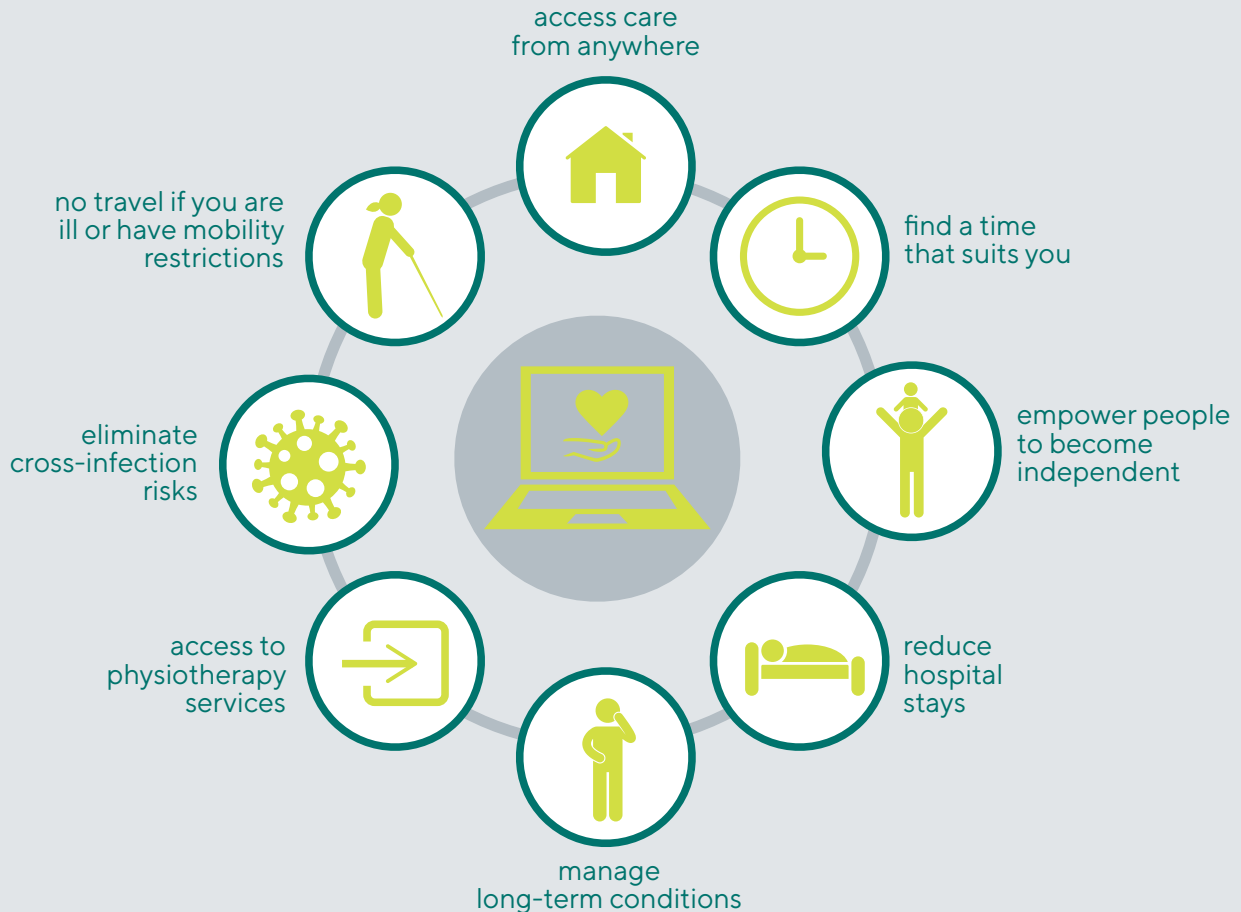 access care
from anywhere
find a time
that suits you
empower people
to become
independent
reduce
hospital
stays
manage
long-term conditions
access to
physiotherapy
services
eliminate
cross-infection
risks
no travel if you are
ill or have mobility
restrictions